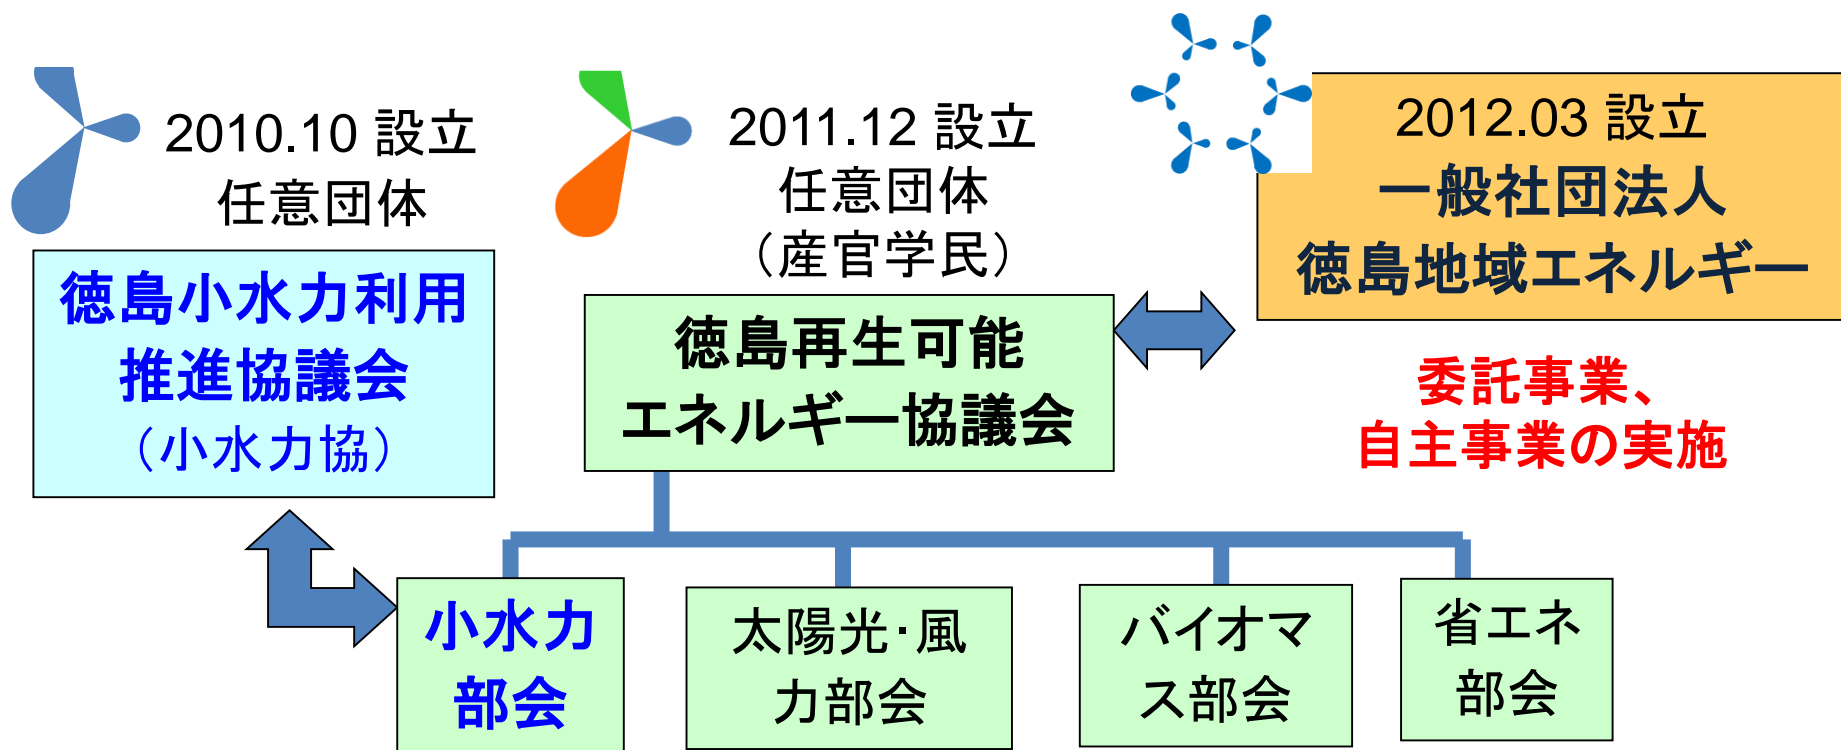 2010.10 設立
任意団体
徳島小水力利用
推進協議会
（小水力協）
2011.12 設立
任意団体
（産官学民）
徳島再生可能
エネルギー協議会
2012.03 設立
一般社団法人
徳島地域エネルギー
委託事業、
自主事業の実施
小水力
部会
太陽光･風
力部会
バイオマ
ス部会
省エネ
部会